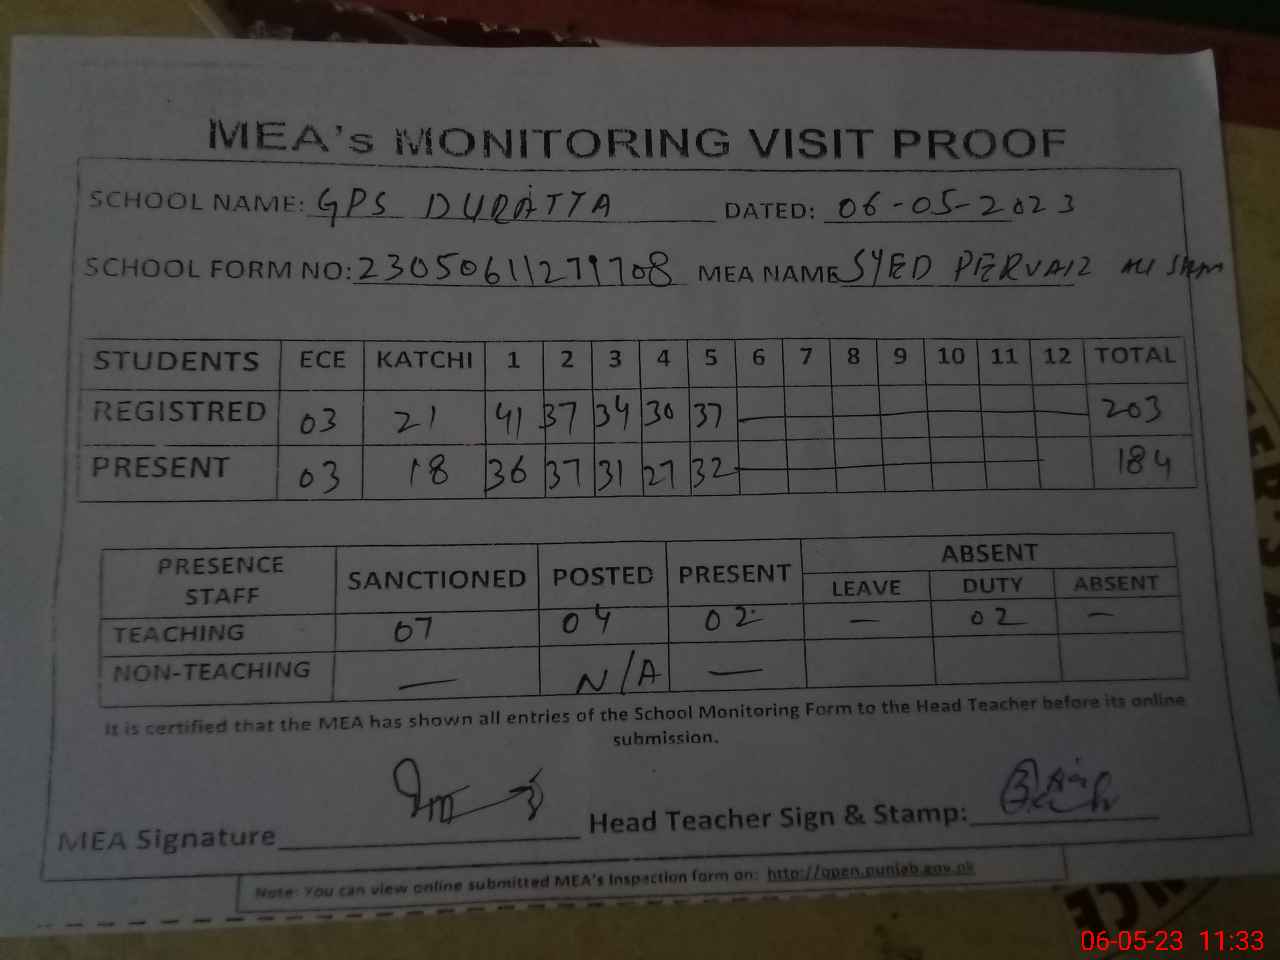 MEA's MONITORING VISIT PROOF
SCHOOL NAME: GPS DURATTA DATED: 06-05-2023
SCHOOL FORM NO: 23050611279708 MEA NAME SYED PERVAIZ
STUDENTS ECE KATCHI 1 2 3 4 5 6 7 8 9 10 11 12 TOTAL
REGISTRED 03 21 41 37 34 30 37 203
PRESENT 03 18 36 37 31 27 32 184
PRESENCE STAFF SANCTIONED POSTED PRESENT ABSENT
LEAVE DUTY ABSENT
TEACHING 07 04 02 — 02 —
NON-TEACHING — N/A —
It is certified that the MEA has shown all entries of the School Monitoring Form to the Head Teacher before its online
submission.
MEA Signature Head Teacher Sign & Stamp:
Note: You can view online submitted MEA's Inspection form on: http://open.punjab.gov.pk
06-05-23 11:33